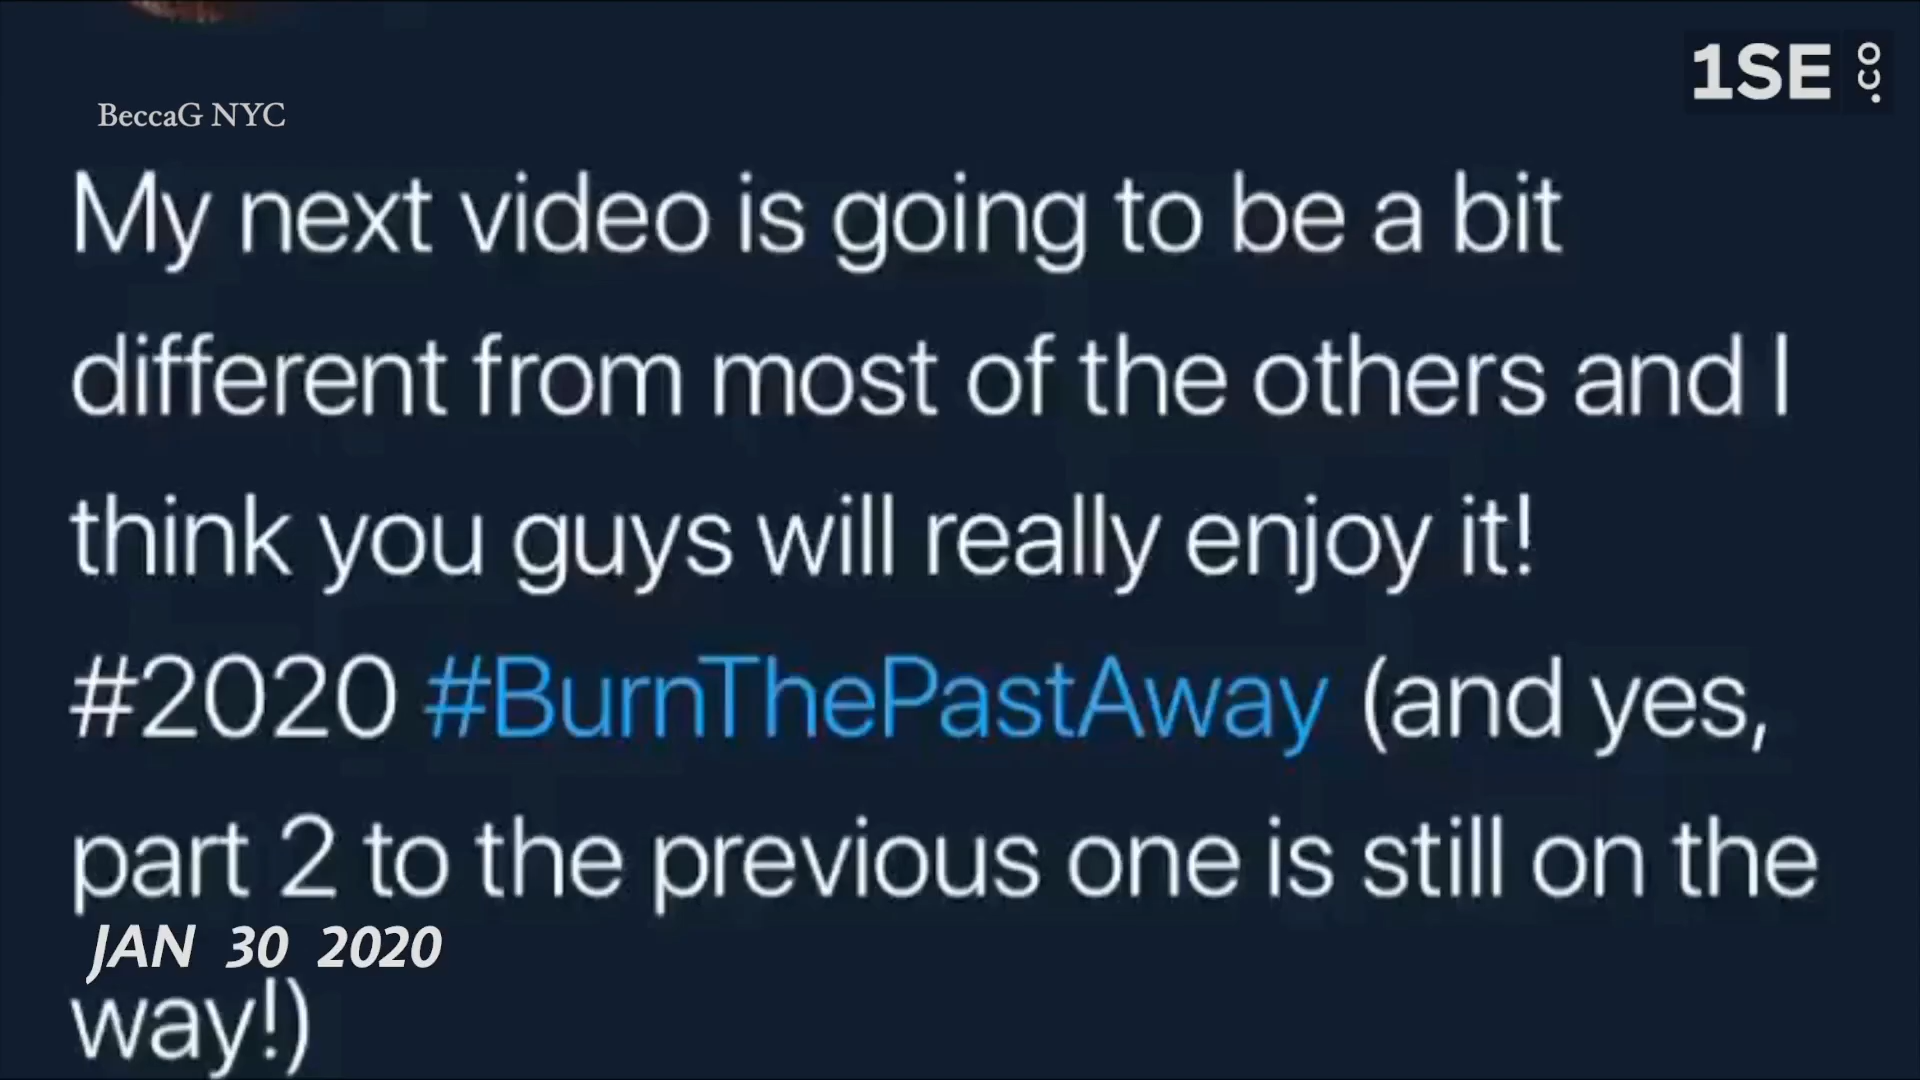 1SE .co
BeccaG NYC
My next video is going to be a bit
different from most of the others and I
think you guys will really enjoy it!
#2020 #BurnThePastAway (and yes,
part 2 to the previous one is still on the
JAN 30 2020
way!)